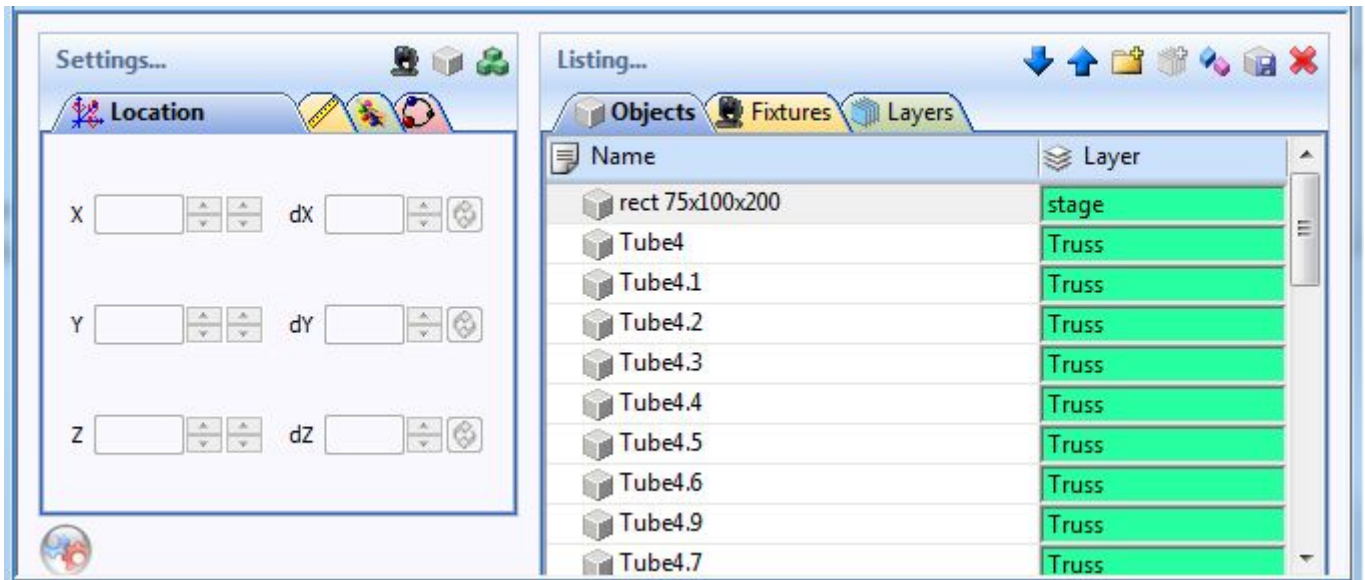 Settings...
Location
X dX
Y dY
Z dZ
Listing...
Objects Fixtures Layers
Name Layer
rect 75x100x200 stage
Tube4 Truss
Tube4.1 Truss
Tube4.2 Truss
Tube4.3 Truss
Tube4.4 Truss
Tube4.5 Truss
Tube4.6 Truss
Tube4.9 Truss
Tube4.7 Truss